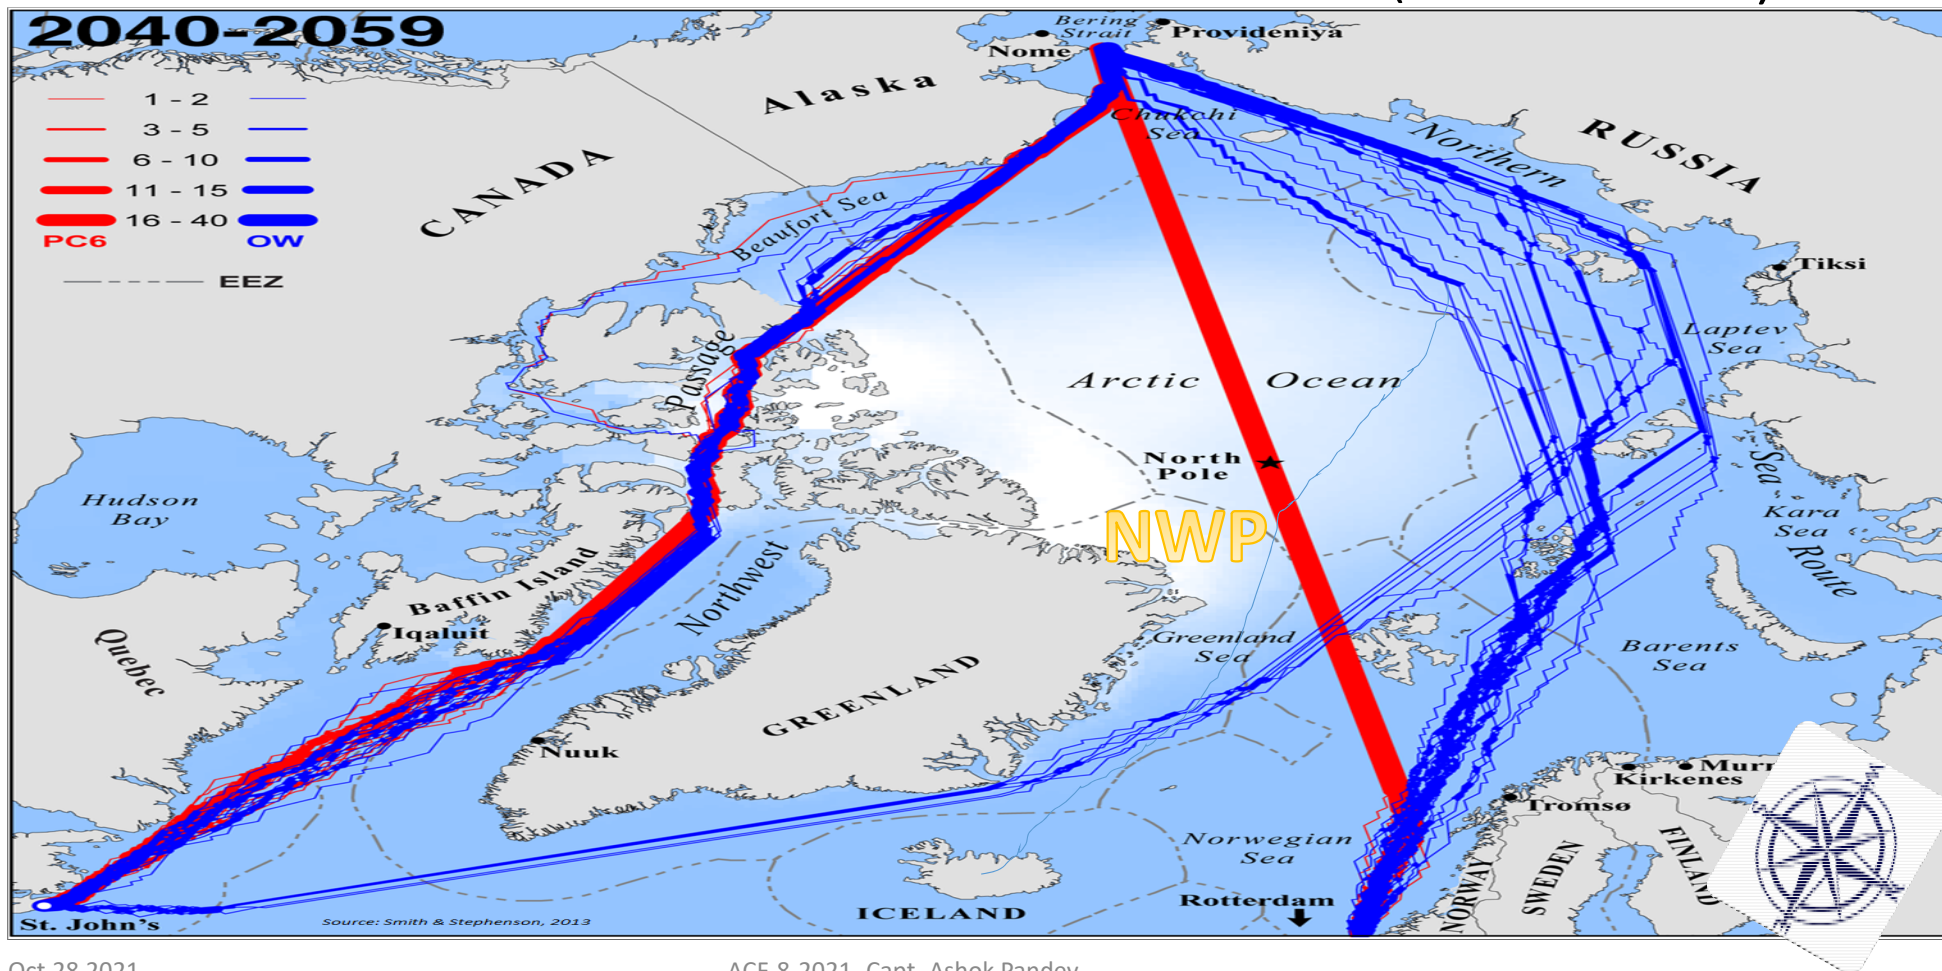 2040-2059
Bering
Strait
Provideniya
Nome
1 - 2
3 - 5
6 - 10
11 - 15
16 - 40
PC6 OW
EEZ
Alaska
CANADA
Chukchi
Sea
Northern
RUSSIA
Beaufort Sea
Tiksi
Laptev
Sea
Passage
Arctic Ocean
North
Pole
Sea
Kara
Sea
Route
Hudson
Bay
NWP
Northwest
Baffin Island
Iqaluit
Quebec
Greenland
Sea
Barents
Sea
GREENLAND
Nuuk
Kirkenes
Tromsø
Norwegian
Sea
NORWAY
SWEDEN
FINLAND
Rotterdam
ICELAND
St. John's
Source: Smith & Stephenson, 2013
Oct 28 2021
ACE 8-2021, Capt. Ashok Pandey